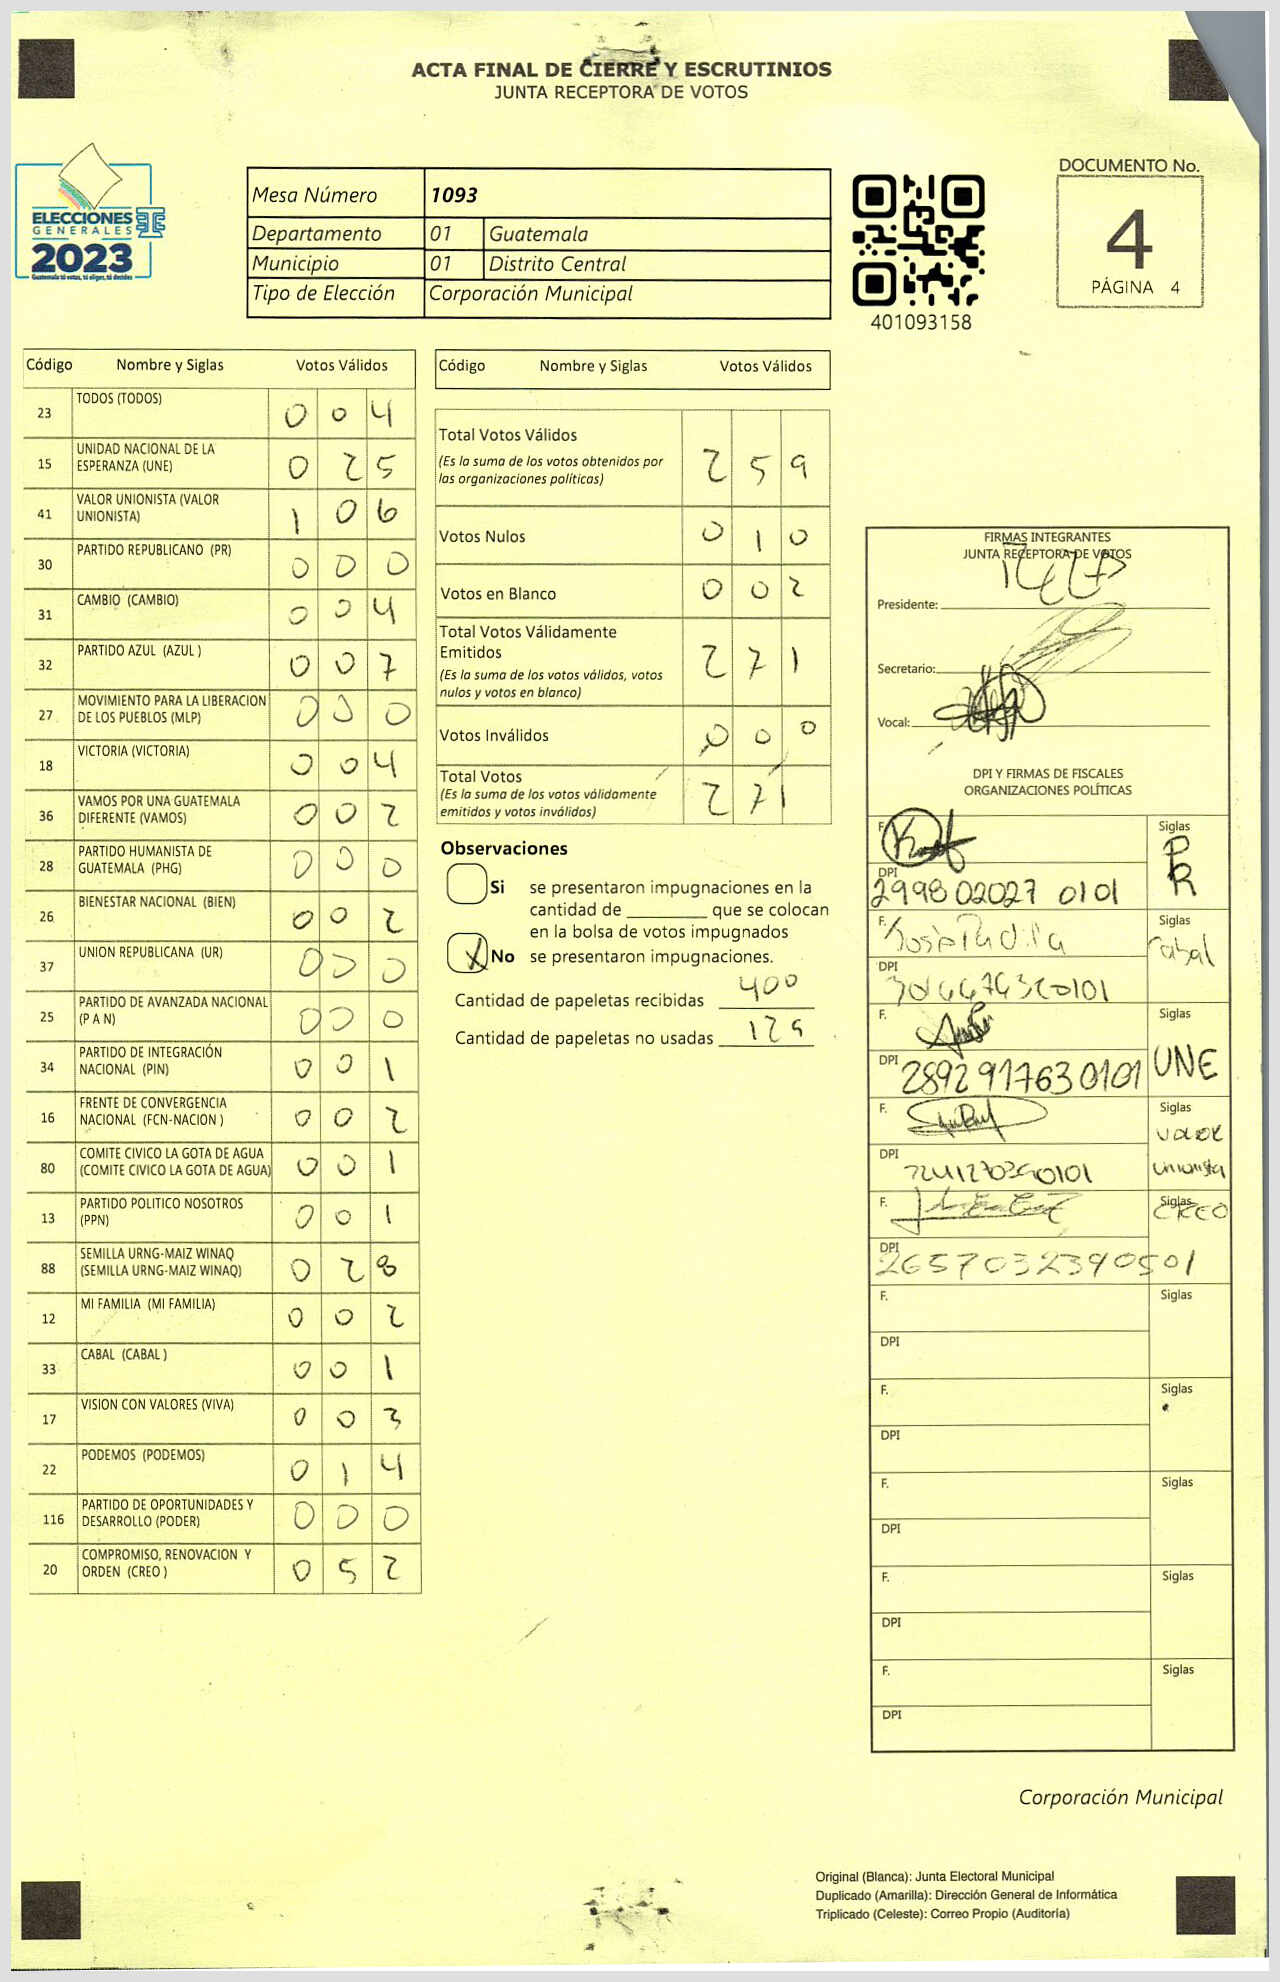 ACTA FINAL DE CIERRE Y ESCRUTINIOS
JUNTA RECEPTORA DE VOTOS
ELECCIONES
GENERALES
2023
Guatemala tú votas, tú eliges, tú decides
Mesa Número 1093
Departamento 01 Guatemala
Municipio 01 Distrito Central
Tipo de Elección Corporación Municipal
401093158
DOCUMENTO No.
4
PÁGINA 4
Código Nombre y Siglas Votos Válidos
23 TODOS (TODOS) 0 0 4
15 UNIDAD NACIONAL DE LA ESPERANZA (UNE) 0 2 5
41 VALOR UNIONISTA (VALOR UNIONISTA) 1 0 6
30 PARTIDO REPUBLICANO (PR) 0 0 0
31 CAMBIO (CAMBIO) 0 0 4
32 PARTIDO AZUL (AZUL ) 0 0 7
27 MOVIMIENTO PARA LA LIBERACION DE LOS PUEBLOS (MLP) 0 0 0
18 VICTORIA (VICTORIA) 0 0 4
36 VAMOS POR UNA GUATEMALA DIFERENTE (VAMOS) 0 0 2
28 PARTIDO HUMANISTA DE GUATEMALA (PHG) 0 0 0
26 BIENESTAR NACIONAL (BIEN) 0 0 2
37 UNION REPUBLICANA (UR) 0 0 0
25 PARTIDO DE AVANZADA NACIONAL (P A N) 0 0 0
34 PARTIDO DE INTEGRACIÓN NACIONAL (PIN) 0 0 1
16 FRENTE DE CONVERGENCIA NACIONAL (FCN-NACION ) 0 0 2
80 COMITE CIVICO LA GOTA DE AGUA (COMITE CIVICO LA GOTA DE AGUA) 0 0 1
13 PARTIDO POLITICO NOSOTROS (PPN) 0 0 1
88 SEMILLA URNG-MAIZ WINAQ (SEMILLA URNG-MAIZ WINAQ) 0 2 8
12 MI FAMILIA (MI FAMILIA) 0 0 2
33 CABAL (CABAL ) 0 0 1
17 VISION CON VALORES (VIVA) 0 0 3
22 PODEMOS (PODEMOS) 0 1 4
116 PARTIDO DE OPORTUNIDADES Y DESARROLLO (PODER) 0 0 0
20 COMPROMISO, RENOVACION Y ORDEN (CREO ) 0 5 2
Código Nombre y Siglas Votos Válidos
Total Votos Válidos 2 5 9
(Es la suma de los votos obtenidos por
las organizaciones políticas)
Votos Nulos 0 1 0
Votos en Blanco 0 0 2
Total Votos Válidamente
Emitidos 2 7 1
(Es la suma de los votos válidos, votos
nulos y votos en blanco)
Votos Inválidos 0 0 0
Total Votos 2 7 1
(Es la suma de los votos válidamente
emitidos y votos inválidos)
Observaciones
Si se presentaron impugnaciones en la
cantidad de ________ que se colocan
en la bolsa de votos impugnados
X No se presentaron impugnaciones.
Cantidad de papeletas recibidas 400
Cantidad de papeletas no usadas 129
FIRMAS INTEGRANTES
JUNTA RECEPTORA DE VOTOS
Presidente:
Secretario:
Vocal:
DPI Y FIRMAS DE FISCALES
ORGANIZACIONES POLÍTICAS
F. Siglas PR
DPI 2998 02027 0101
F. Siglas Cabal
DPI
F. Siglas UNE
DPI 2892 917630101
F. Siglas Valor Unionista
DPI
F. Siglas CREO
DPI 2657032390501
F. Siglas
DPI
F. Siglas
DPI
F. Siglas
DPI
F. Siglas
DPI
F. Siglas
DPI
Corporación Municipal
Original (Blanca): Junta Electoral Municipal
Duplicado (Amarilla): Dirección General de Informática
Triplicado (Celeste): Correo Propio (Auditoría)